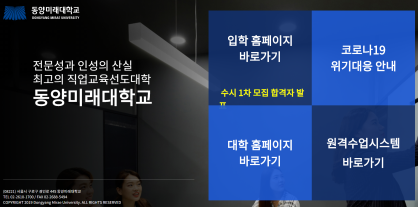 동양미래대학교
DONGYANG MIRAE UNIVERSITY
전문성과 인성의 산실
최고의 직업교육선도대학
동양미래대학교
입학 홈페이지
바로가기
수시 1차 모집 합격자 발
표
코로나19
위기대응 안내
대학 홈페이지
바로가기
원격수업시스템
바로가기
(08221) 서울시 구로구 경인로 445 동양미래대학교
TEL 02-2610-1700 / FAX 02-2688-5494
COPYRIGHT 2019 Dongyang Mirae University. ALL RIGHTS RESERVED